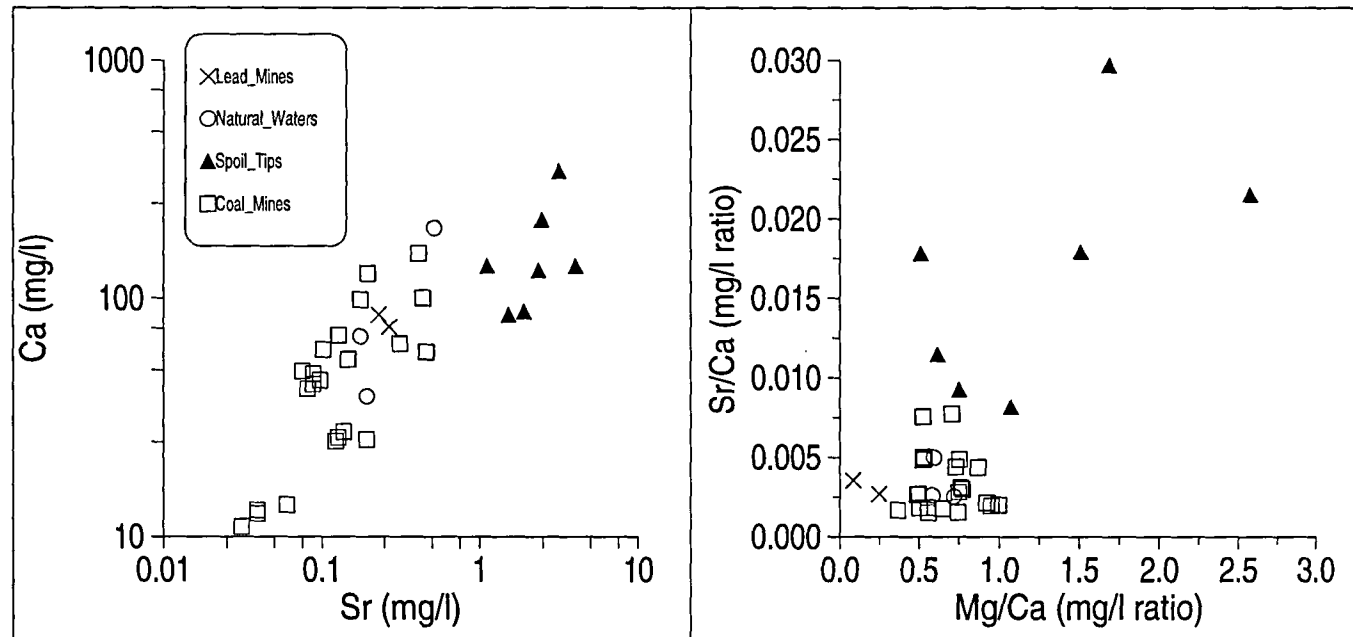 1000
100
10
Ca (mg/l)
Lead_Mines
Natural_Waters
Spoil_Tips
Coal_Mines
0.01
0.1
1
10
Sr (mg/l)
0.030
0.025
0.020
0.015
0.010
0.005
0.000
Sr/Ca (mg/l ratio)
0.0
0.5
1.0
1.5
2.0
2.5
3.0
Mg/Ca (mg/l ratio)